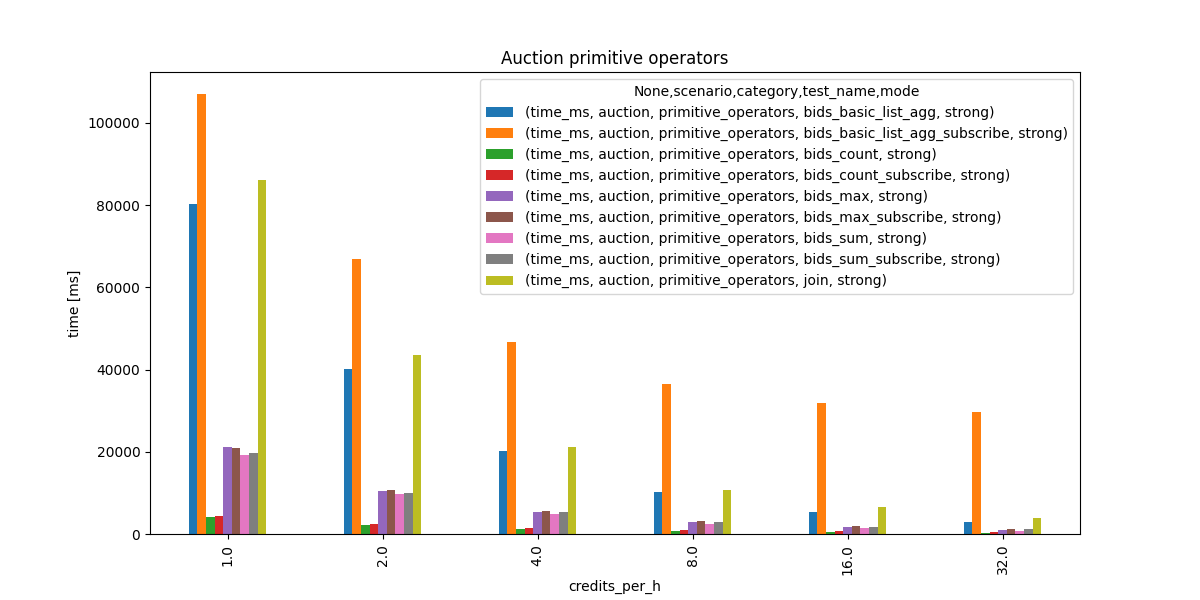 Auction primitive operators
None,scenario,category,test_name,mode
(time_ms, auction, primitive_operators, bids_basic_list_agg, strong)
(time_ms, auction, primitive_operators, bids_basic_list_agg_subscribe, strong)
(time_ms, auction, primitive_operators, bids_count, strong)
(time_ms, auction, primitive_operators, bids_count_subscribe, strong)
(time_ms, auction, primitive_operators, bids_max, strong)
(time_ms, auction, primitive_operators, bids_max_subscribe, strong)
(time_ms, auction, primitive_operators, bids_sum, strong)
(time_ms, auction, primitive_operators, bids_sum_subscribe, strong)
(time_ms, auction, primitive_operators, join, strong)
time [ms]
100000
80000
60000
40000
20000
0
1.0
2.0
4.0
8.0
16.0
32.0
credits_per_h